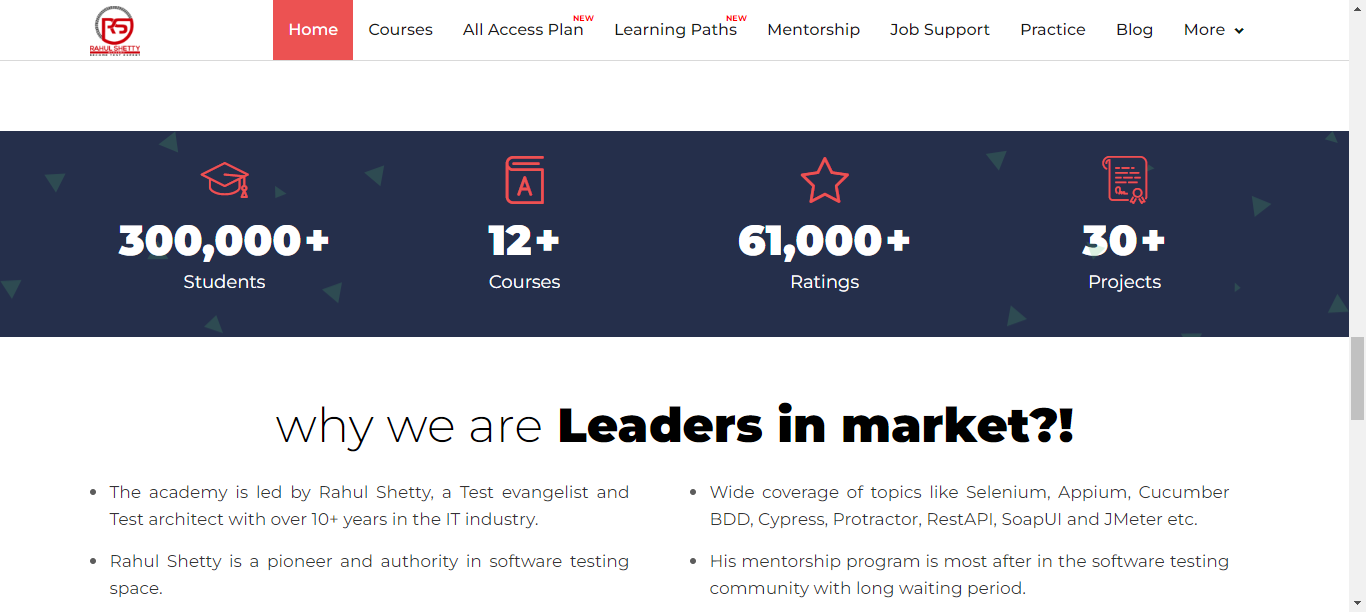 RS
RAHUL SHETTY
Home
Courses
All Access Plan NEW
Learning Paths NEW
Mentorship
Job Support
Practice
Blog
More
300,000+
Students
12+
Courses
61,000+
Ratings
30+
Projects
why we are Leaders in market?!
• The academy is led by Rahul Shetty, a Test evangelist and
Test architect with over 10+ years in the IT industry.
• Rahul Shetty is a pioneer and authority in software testing
space.
• Wide coverage of topics like Selenium, Appium, Cucumber
BDD, Cypress, Protractor, RestAPI, SoapUI and JMeter etc.
• His mentorship program is most after in the software testing
community with long waiting period.